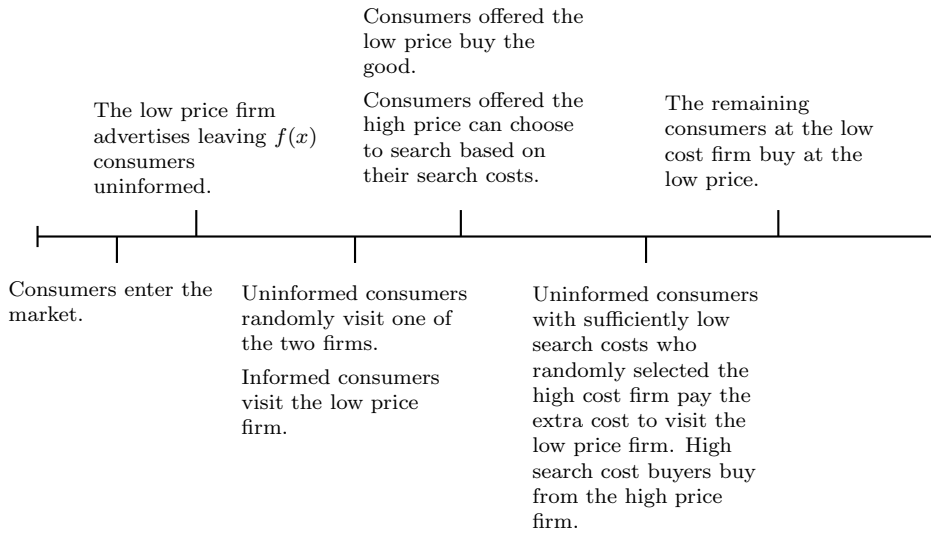 Consumers offered the
low price buy the
good.
Consumers offered the
high price can choose
to search based on
their search costs.
The low price firm
advertises leaving f(x)
consumers
uninformed.
The remaining
consumers at the low
cost firm buy at the
low price.
Consumers enter the
market.
Uninformed consumers
randomly visit one of
the two firms.
Informed consumers
visit the low price
firm.
Uninformed consumers
with sufficiently low
search costs who
randomly selected the
high cost firm pay the
extra cost to visit the
low price firm. High
search cost buyers buy
from the high price
firm.